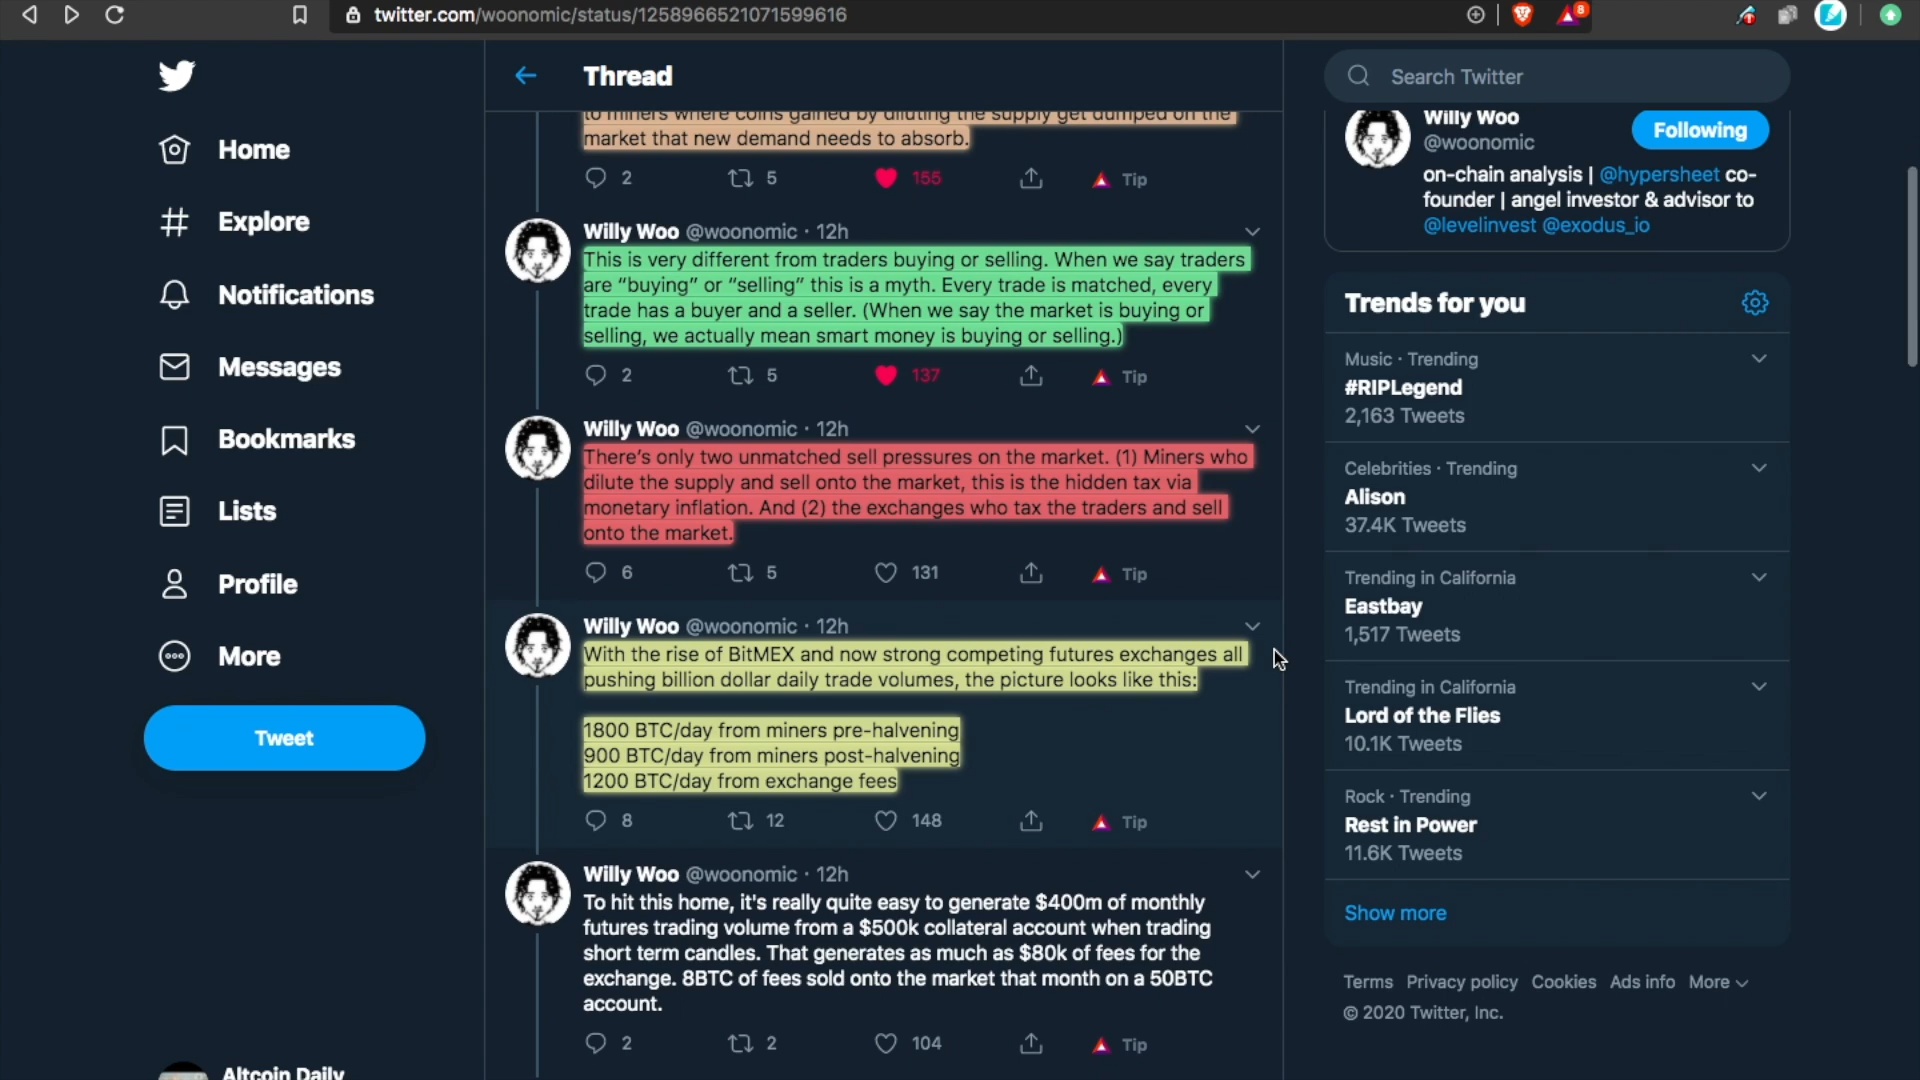 twitter.com/woonomic/status/1258966521071599616
8
Home
Explore
Notifications
Messages
Bookmarks
Lists
Profile
More
Tweet
Altcoin Daily
Thread
to miners where coins gained by diluting the supply get dumped on the
market that new demand needs to absorb.
2 5 155 Tip
Willy Woo @woonomic · 12h
This is very different from traders buying or selling. When we say traders
are “buying” or “selling” this is a myth. Every trade is matched, every
trade has a buyer and a seller. (When we say the market is buying or
selling, we actually mean smart money is buying or selling.)
2 5 137 Tip
Willy Woo @woonomic · 12h
There’s only two unmatched sell pressures on the market. (1) Miners who
dilute the supply and sell onto the market, this is the hidden tax via
monetary inflation. And (2) the exchanges who tax the traders and sell
onto the market.
6 5 131 Tip
Willy Woo @woonomic · 12h
With the rise of BitMEX and now strong competing futures exchanges all
pushing billion dollar daily trade volumes, the picture looks like this:
1800 BTC/day from miners pre-halvening
900 BTC/day from miners post-halvening
1200 BTC/day from exchange fees
8 12 148 Tip
Willy Woo @woonomic · 12h
To hit this home, it's really quite easy to generate $400m of monthly
futures trading volume from a $500k collateral account when trading
short term candles. That generates as much as $80k of fees for the
exchange. 8BTC of fees sold onto the market that month on a 50BTC
account.
2 2 104 Tip
Search Twitter
Willy Woo
@woonomic
Following
on-chain analysis | @hypersheet co-
founder | angel investor & advisor to
@levelinvest @exodus_io
Trends for you
Music · Trending
#RIPLegend
2,163 Tweets
Celebrities · Trending
Alison
37.4K Tweets
Trending in California
Eastbay
1,517 Tweets
Trending in California
Lord of the Flies
10.1K Tweets
Rock · Trending
Rest in Power
11.6K Tweets
Show more
Terms Privacy policy Cookies Ads info More
© 2020 Twitter, Inc.